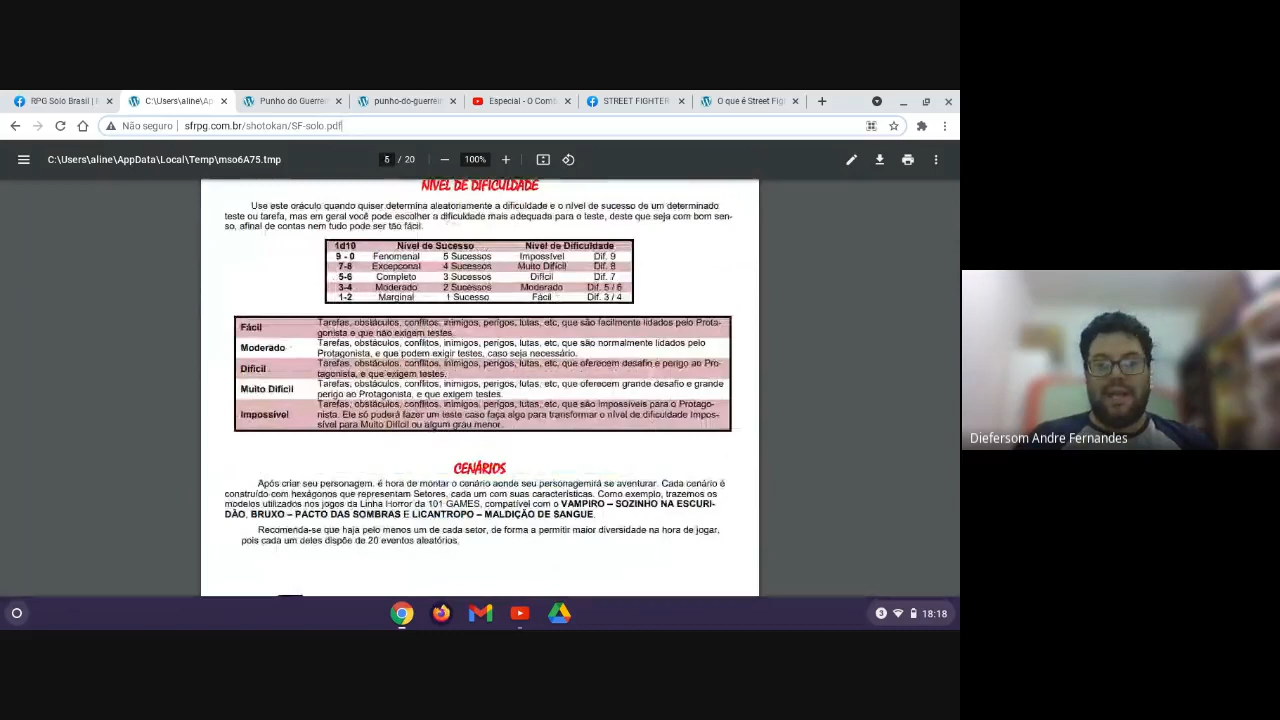 RPG Solo Brasil |
C:\Users\aline\Ap
Punho do Guerrei
punho-do-guerrei
Especial - O Comb
STREET FIGHTER
O que é Street Fig
Não seguro | sfrpg.com.br/shotokan/SF-solo.pdf
C:\Users\aline\AppData\Local\Temp\mso6A75.tmp
5 / 20
100%
NÍVEL DE DIFICULDADE
Use este oráculo quando quiser determina aleatoriamente a dificuldade e o nível de sucesso de um determinado
teste ou tarefa, mas em geral você pode escolher a dificuldade mais adequada para o teste, deste que seja com bom sen-
so, afinal de contas nem tudo pode ser tão fácil.
1d10 Nível de Sucesso Nível de Dificuldade
9 - 0 Fenomenal 5 Sucessos Impossível Dif. 9
7-8 Excepconal 4 Sucessos Muito Difícil Dif. 8
5-6 Completo 3 Sucessos Difícil Dif. 7
3-4 Moderado 2 Sucessos Moderado Dif. 5 / 6
1-2 Marginal 1 Sucesso Fácil Dif. 3 / 4
Fácil Tarefas, obstáculos, conflitos, inimigos, perigos, lutas, etc, que são facilmente lidados pelo Prota-
gonista e que não exigem testes.
Moderado Tarefas, obstáculos, conflitos, inimigos, perigos, lutas, etc, que são normalmente lidados pelo
Protagonista, e que podem exigir testes, caso seja necessário.
Difícil Tarefas, obstáculos, conflitos, inimigos, perigos, lutas, etc, que oferecem desafio e perigo ao Pro-
tagonista, e que exigem testes.
Muito Difícil Tarefas, obstáculos, conflitos, inimigos, perigos, lutas, etc, que oferecem grande desafio e grande
perigo ao Protagonista, e que exigem testes.
Impossível Tarefas, obstáculos, conflitos, inimigos, perigos, lutas, etc, que são impossíveis para o Protago-
nista. Ele só puderá fazer um teste caso faça algo para transformar o nível de dificuldade Impos-
sível para Muito Difícil ou algum grau menor.
CENÁRIOS
Após criar seu personagem, é hora de montar o cenário aonde seu personagemirá se aventurar. Cada cenário é
construído com hexágonos que representam Setores, cada um com suas características. Como exemplo, trazemos os
modelos utilizados nos jogos da Linha Horror da 101 GAMES, compatível com o VAMPIRO – SOZINHO NA ESCURI-
DÃO, BRUXO – PACTO DAS SOMBRAS E LICANTROPO – MALDIÇÃO DE SANGUE.
Recomenda-se que haja pelo menos um de cada setor, de forma a permitir maior diversidade na hora de jogar,
pois cada um deles dispõe de 20 eventos aleatórios.
Diefersom Andre Fernandes
3
18:18